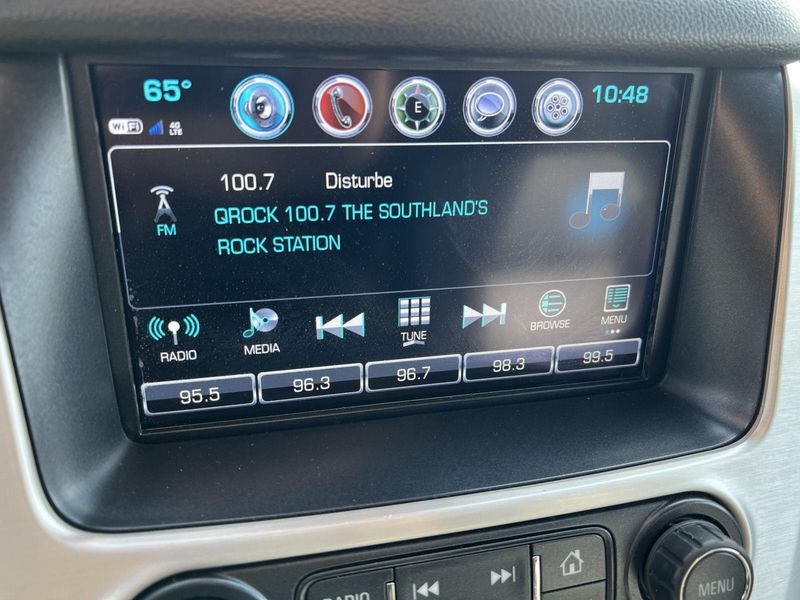 65° E 10:48
WiFi 4G LTE
100.7 Disturbe
QROCK 100.7 THE SOUTHLAND'S
FM
ROCK STATION
RADIO MEDIA TUNE BROWSE MENU
95.5 96.3 96.7 98.3 99.5
RADIO
MENU